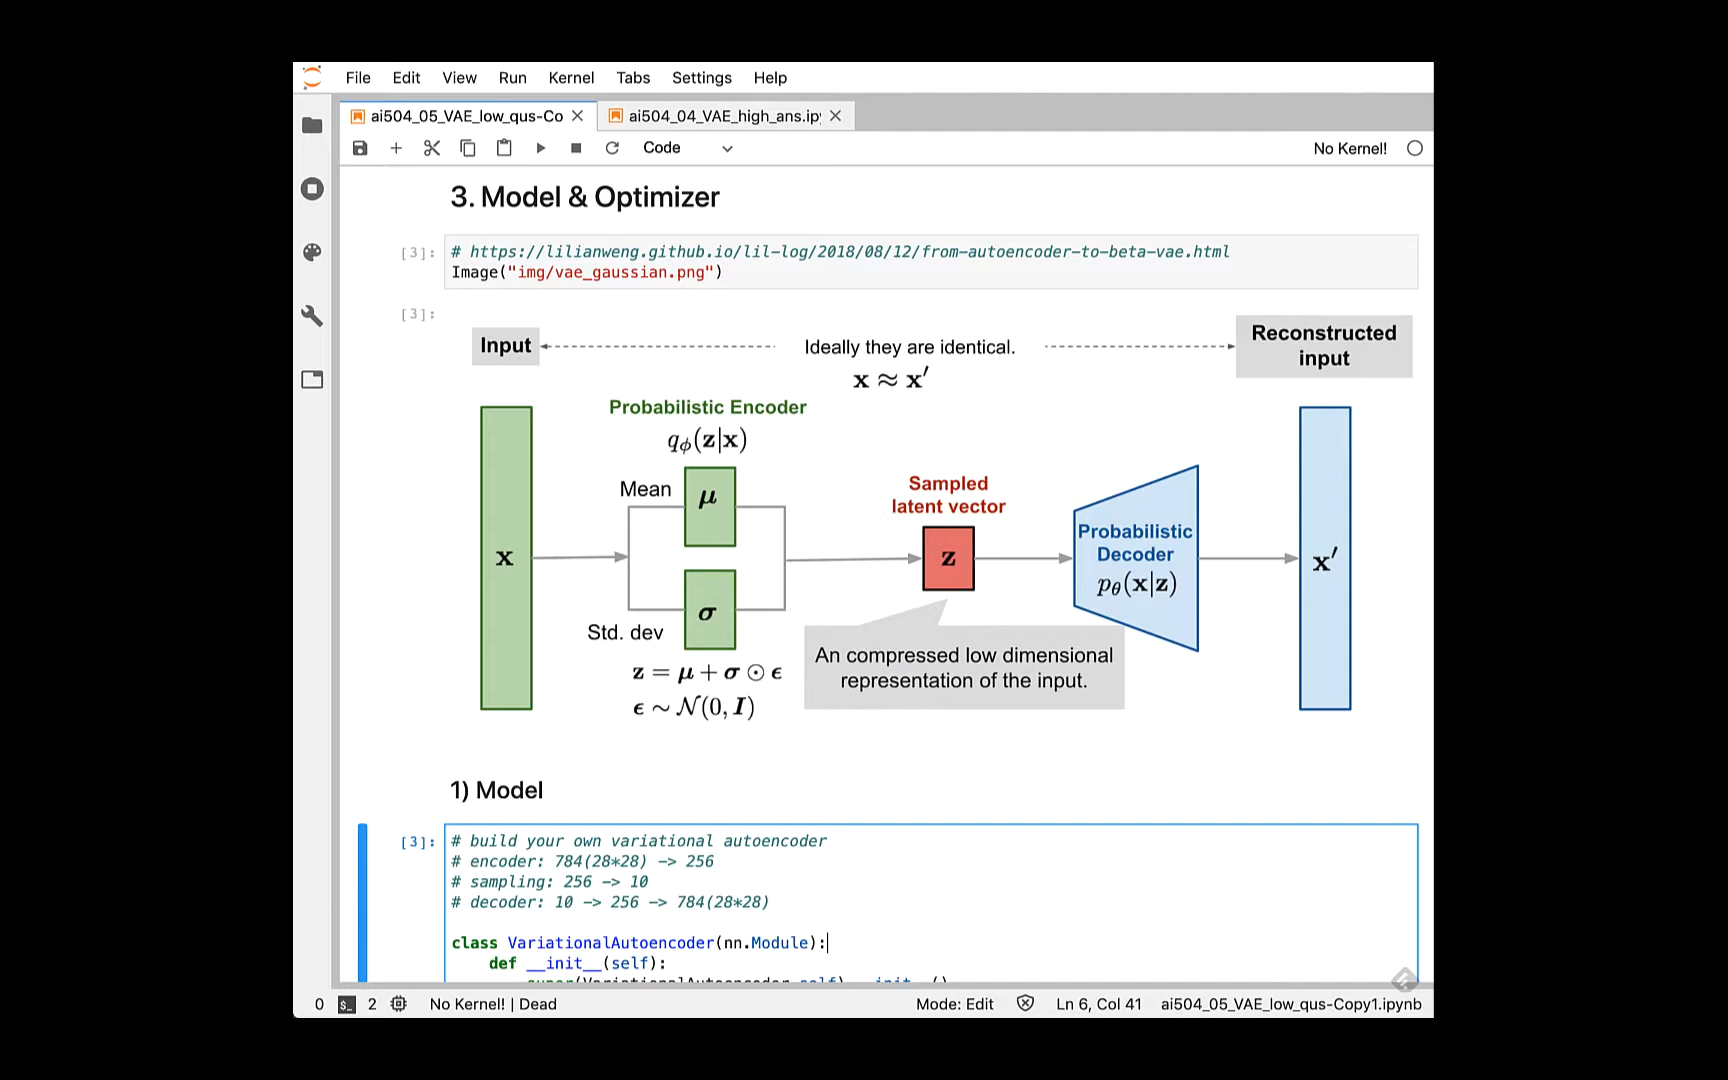 File Edit View Run Kernel Tabs Settings Help
ai504_05_VAE_low_qus-Co ai504_04_VAE_high_ans.ip
Code No Kernel!
3. Model & Optimizer
[3]: # https://lilianweng.github.io/lil-log/2018/08/12/from-autoencoder-to-beta-vae.html
Image("img/vae_gaussian.png")
[3]:
Input Ideally they are identical. Reconstructed input
x ≈ x′
Probabilistic Encoder
qϕ(z|x)
Mean μ
Sampled
latent vector
x
z
Probabilistic
Decoder
pθ(x|z)
x′
σ
Std. dev
z = μ + σ ⊙ ϵ
ϵ ∼ N(0, I)
An compressed low dimensional
representation of the input.
1) Model
[3]: # build your own variational autoencoder
# encoder: 784(28*28) -> 256
# sampling: 256 -> 10
# decoder: 10 -> 256 -> 784(28*28)
class VariationalAutoencoder(nn.Module):
def __init__(self):
super(VariationalAutoencoder, self).__init__()
0 2 No Kernel! | Dead Mode: Edit Ln 6, Col 41 ai504_05_VAE_low_qus-Copy1.ipynb